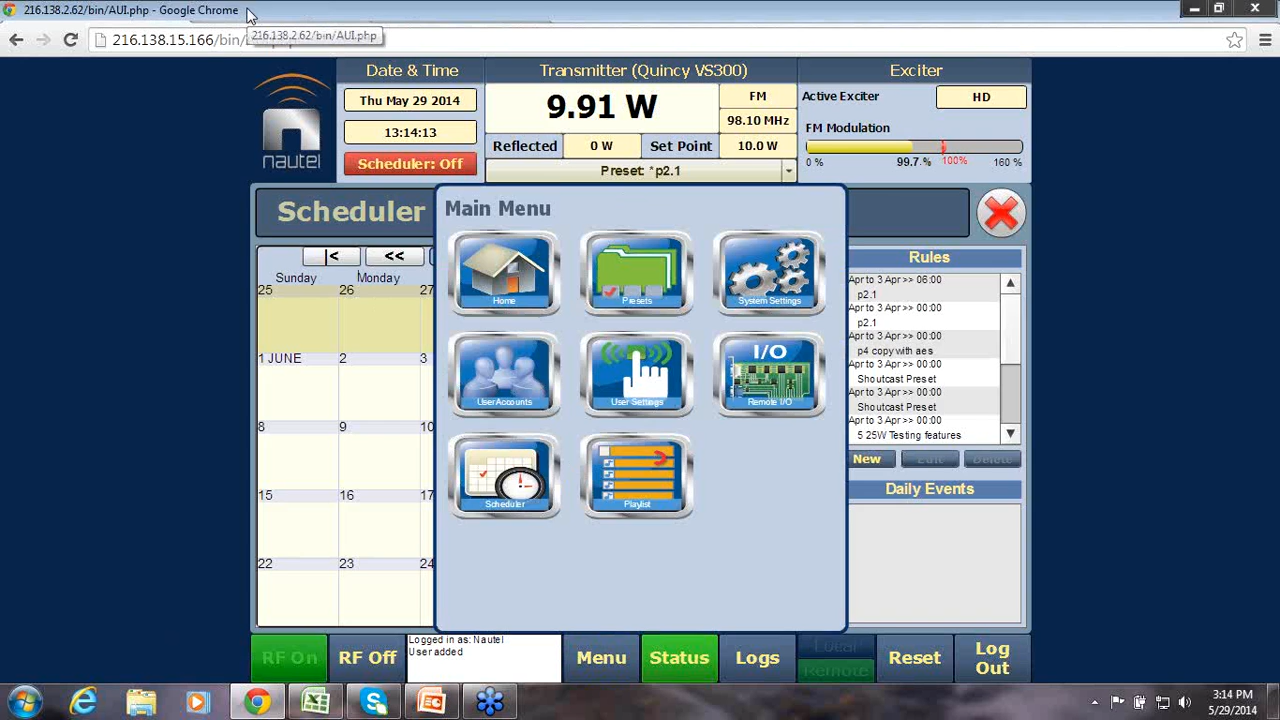 216.138.2.62/bin/AUI.php - Google Chrome
216.138.2.62/bin/AUI.php
216.138.15.166/bin/
Date & Time
Thu May 29 2014
13:14:13
Scheduler: Off
nautel
Transmitter (Quincy VS300)
9.91 W
FM
98.10 MHz
Reflected
0 W
Set Point
10.0 W
Preset: *p2.1
Exciter
Active Exciter
HD
FM Modulation
0 %
99.7.%
100%
160 %
Scheduler
|<
<<
Sunday
Monday
25
26
27
1 JUNE
2
3
8
9
10
15
16
17
22
23
24
Main Menu
Home
Presets
System Settings
User Accounts
User Settings
I/O
Remote I/O
Scheduler
Playlist
Rules
Apr to 3 Apr >> 06:00
p2.1
Apr to 3 Apr >> 00:00
p2.1
Apr to 3 Apr >> 00:00
p4 copy with aes
Apr to 3 Apr >> 00:00
Shoutcast Preset
Apr to 3 Apr >> 00:00
Shoutcast Preset
Apr to 3 Apr >> 00:00
5 25W Testing features
New
Edit
Delete
Daily Events
RF On
RF Off
Logged in as: Nautel
User added
Menu
Status
Logs
Local
Remote
Reset
Log
Out
3:14 PM
5/29/2014